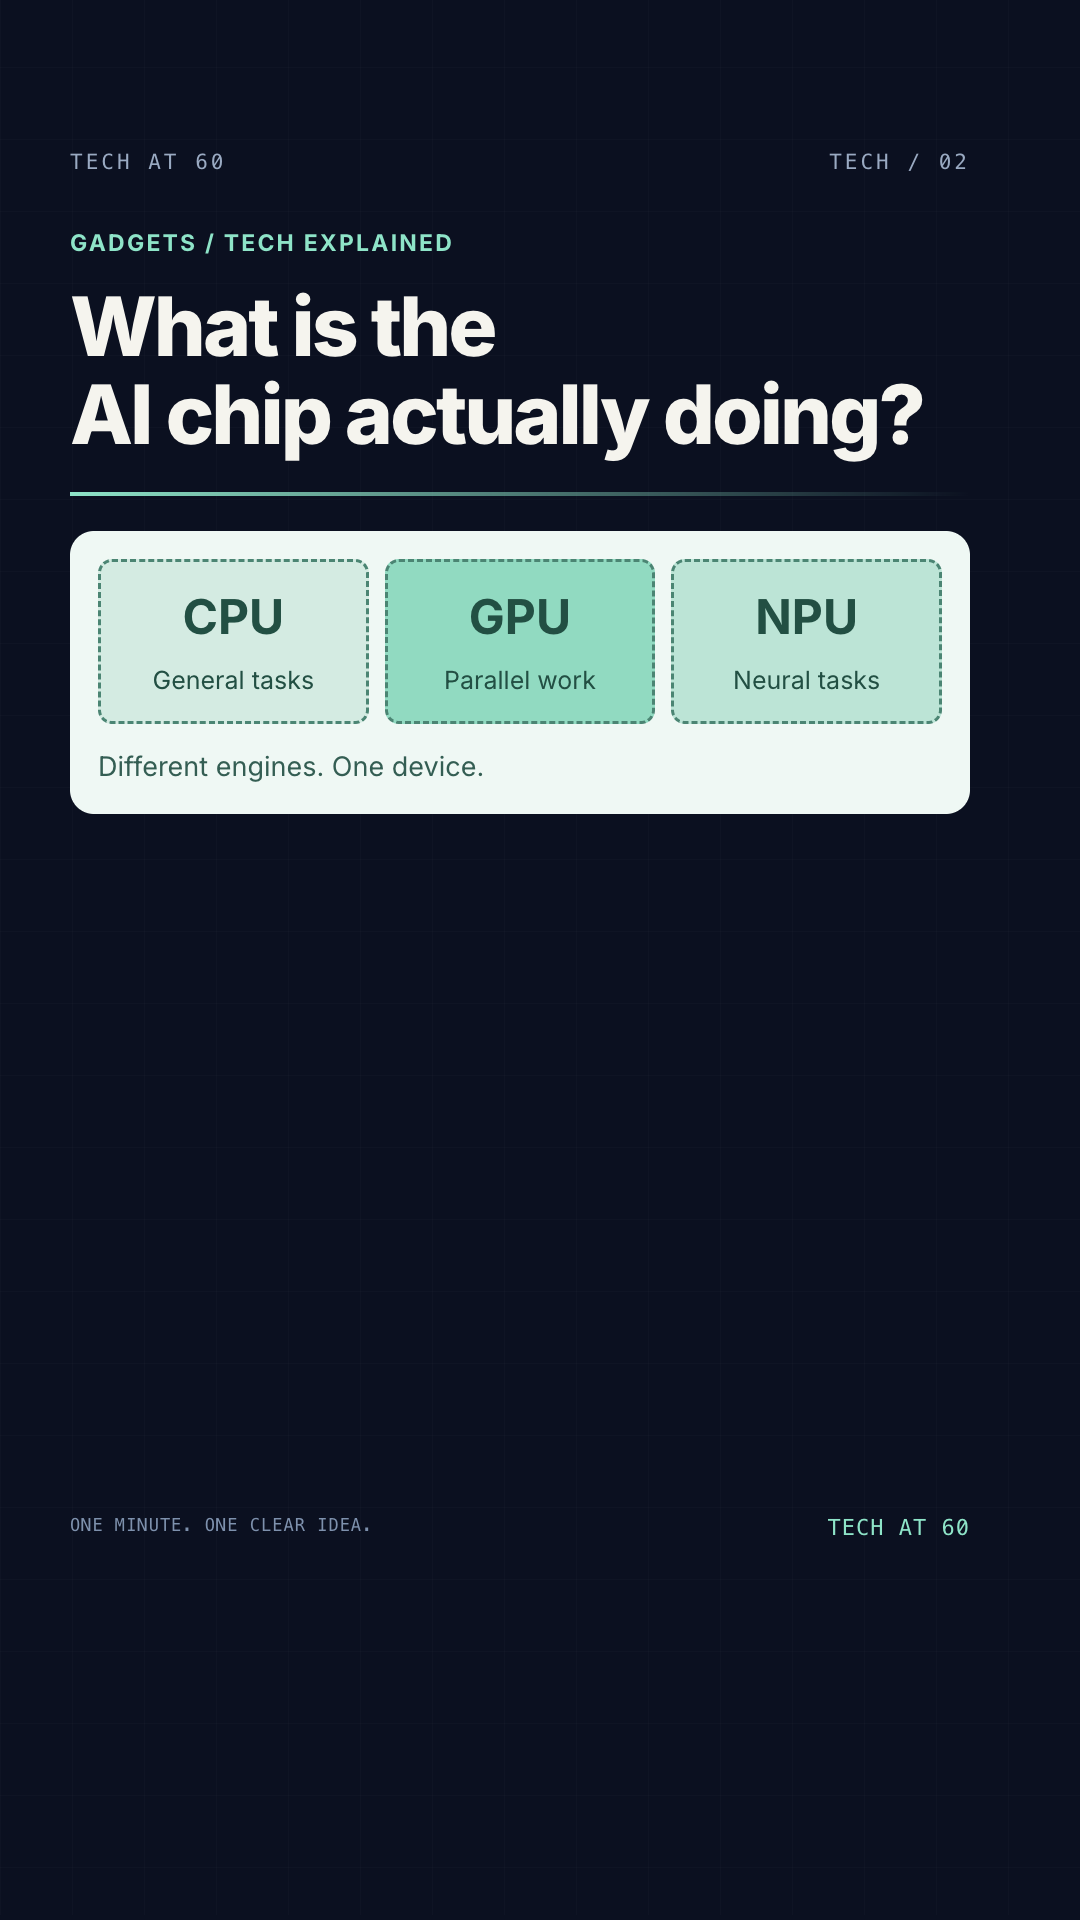 TECH AT 60
TECH / 02
GADGETS / TECH EXPLAINED
What is the
AI chip actually doing?
CPU
General tasks
GPU
Parallel work
NPU
Neural tasks
Different engines. One device.
ONE MINUTE. ONE CLEAR IDEA.
TECH AT 60